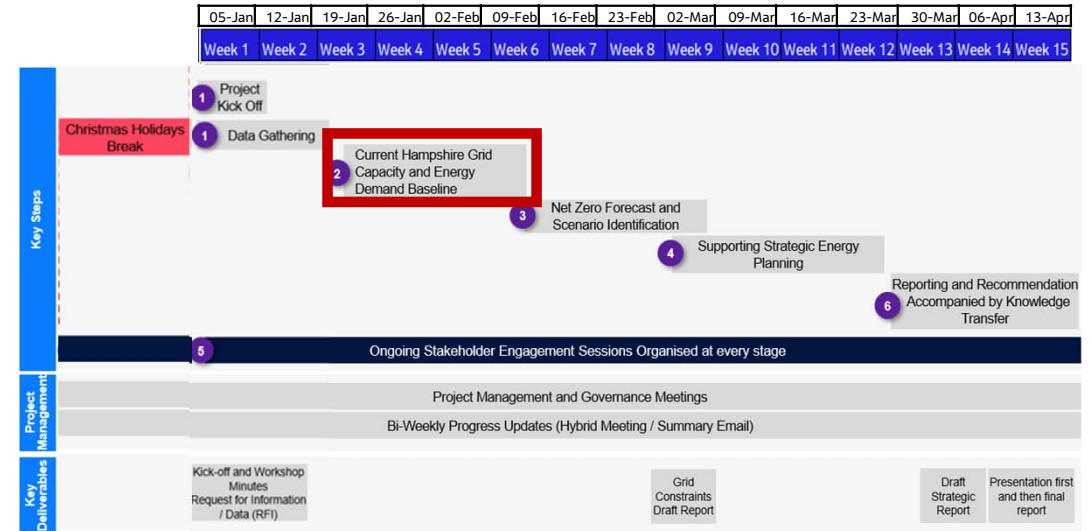 05-Jan 12-Jan 19-Jan 26-Jan 02-Feb 09-Feb 16-Feb 23-Feb 02-Mar 09-Mar 16-Mar 23-Mar 30-Mar 06-Apr 13-Apr
Week 1 Week 2 Week 3 Week 4 Week 5 Week 6 Week 7 Week 8 Week 9 Week 10 Week 11 Week 12 Week 13 Week 14 Week 15
Key Steps
1 Project
Kick Off
Christmas Holidays
Break
1 Data Gathering
2
Current Hampshire Grid
Capacity and Energy
Demand Baseline
3
Net Zero Forecast and
Scenario Identification
4
Supporting Strategic Energy
Planning
6
Reporting and Recommendation
Accompanied by Knowledge
Transfer
5 Ongoing Stakeholder Engagement Sessions Organised at every stage
Project
Management
Project Management and Governance Meetings
Bi-Weekly Progress Updates (Hybrid Meeting / Summary Email)
Key
Deliverables
Kick-off and Workshop
Minutes
Request for Information
/ Data (RFI)
Grid
Constraints
Draft Report
Draft
Strategic
Report
Presentation first
and then final
report